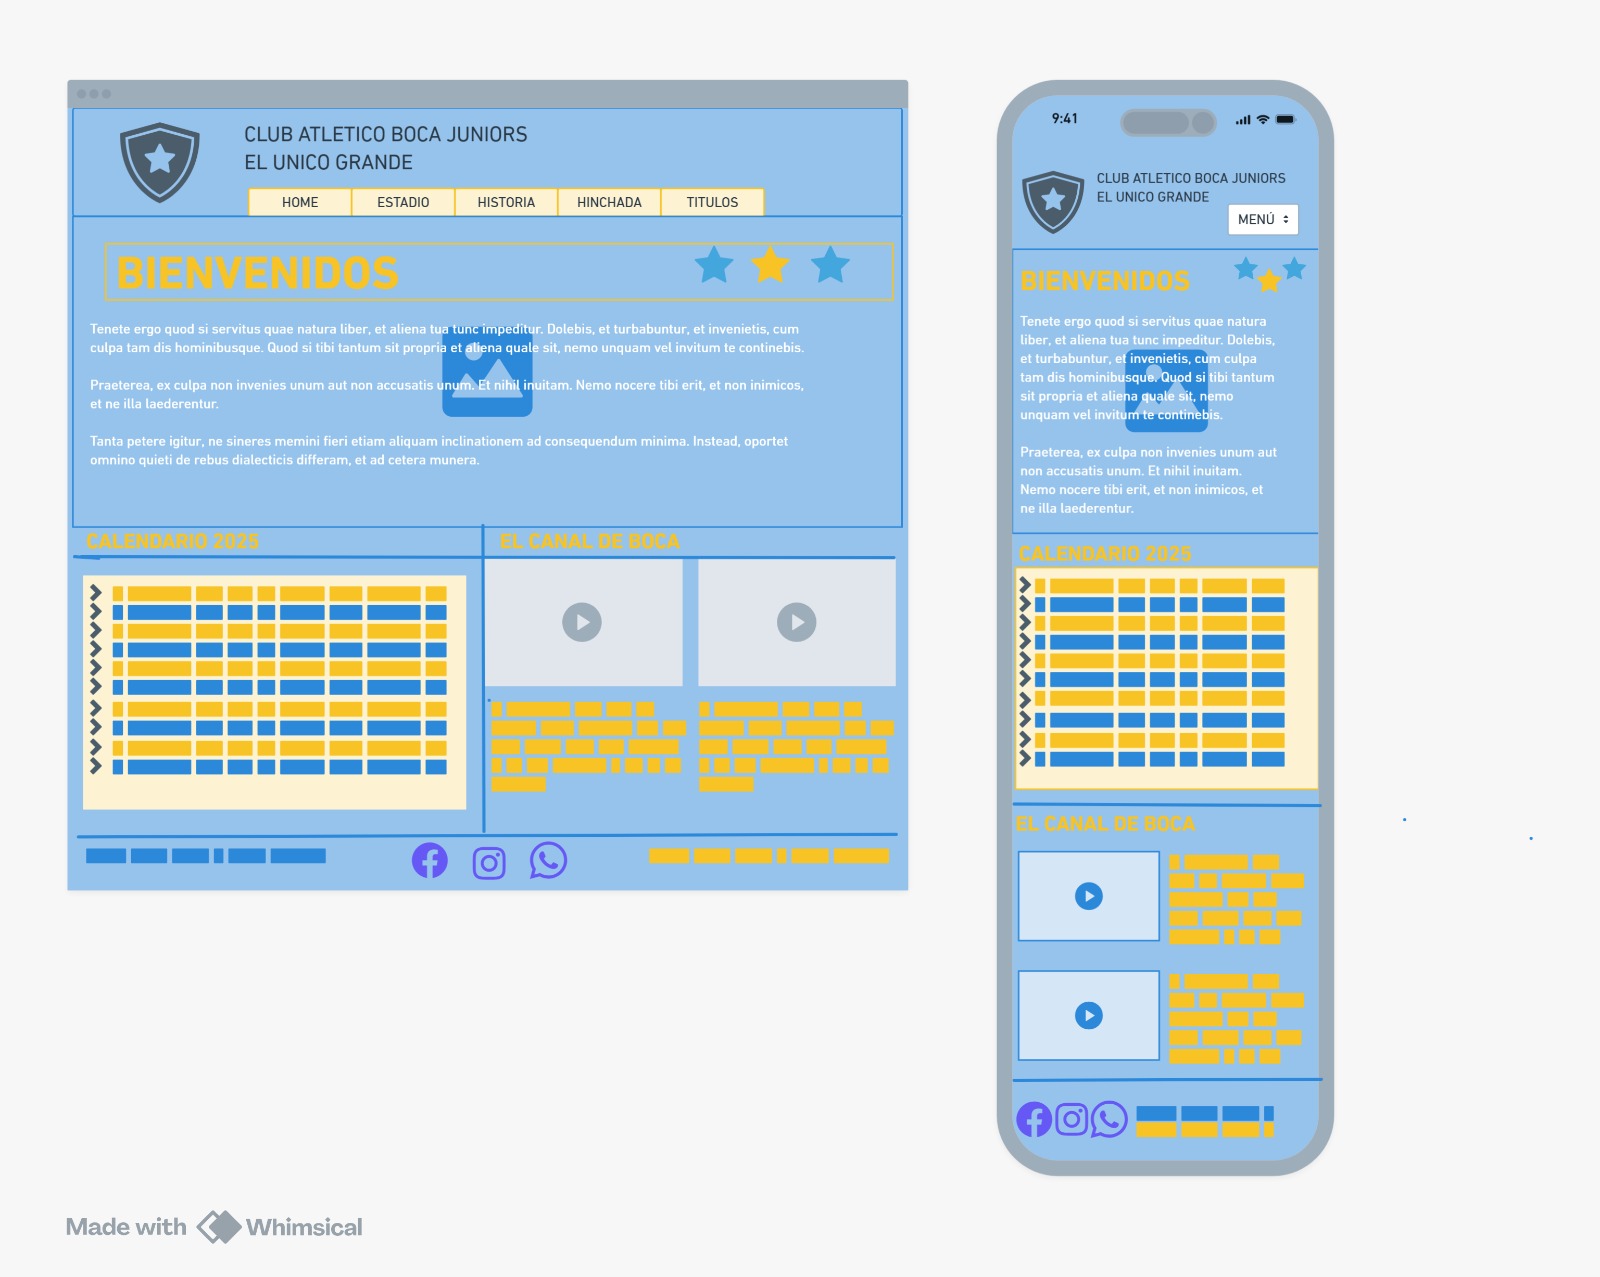 CLUB ATLETICO BOCA JUNIORS
EL UNICO GRANDE
HOME ESTADIO HISTORIA HINCHADA TITULOS
BIENVENIDOS
Tenete ergo quod si servitus quae natura liber, et aliena tua tunc impeditur. Dolebis, et turbabuntur, et invenietis, cum
culpa tam dis hominibusque. Quod si tibi tantum sit propria et aliena quale sit, nemo unquam vel invitum te continebis.
Praeterea, ex culpa non invenies unum aut non accusatis unum. Et nihil inuitam. Nemo nocere tibi erit, et non inimicos,
et ne illa laederentur.
Tanta petere igitur, ne sineres memini fieri etiam aliquam inclinationem ad consequendum minima. Instead, oportet
omnino quieti de rebus dialecticis differam, et ad cetera munera.
CALENDARIO 2025
EL CANAL DE BOCA
9:41
CLUB ATLETICO BOCA JUNIORS
EL UNICO GRANDE
MENÚ
BIENVENIDOS
Tenete ergo quod si servitus quae natura
liber, et aliena tua tunc impeditur. Dolebis,
et turbabuntur, et invenietis, cum culpa
tam dis hominibusque. Quod si tibi tantum
sit propria et aliena quale sit, nemo
unquam vel invitum te continebis.
Praeterea, ex culpa non invenies unum aut
non accusatis unum. Et nihil inuitam.
Nemo nocere tibi erit, et non inimicos, et
ne illa laederentur.
CALENDARIO 2025
EL CANAL DE BOCA
Made with Whimsical